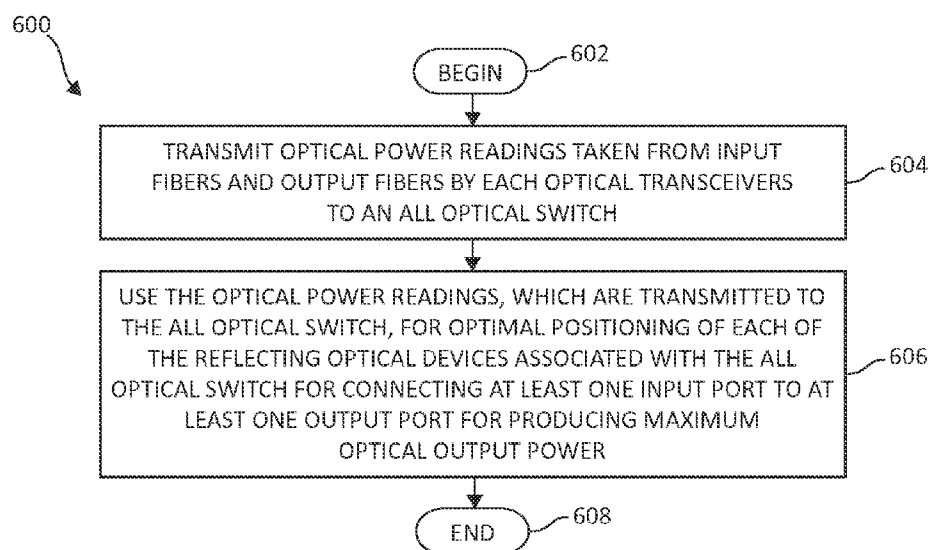 600
BEGIN
602
TRANSMIT OPTICAL POWER READINGS TAKEN FROM INPUT
FIBERS AND OUTPUT FIBERS BY EACH OPTICAL TRANSCEIVERS
TO AN ALL OPTICAL SWITCH
604
USE THE OPTICAL POWER READINGS, WHICH ARE TRANSMITTED TO
THE ALL OPTICAL SWITCH, FOR OPTIMAL POSITIONING OF EACH OF
THE REFLECTING OPTICAL DEVICES ASSOCIATED WITH THE ALL
OPTICAL SWITCH FOR CONNECTING AT LEAST ONE INPUT PORT TO AT
LEAST ONE OUTPUT PORT FOR PRODUCING MAXIMUM
OPTICAL OUTPUT POWER
606
END
608